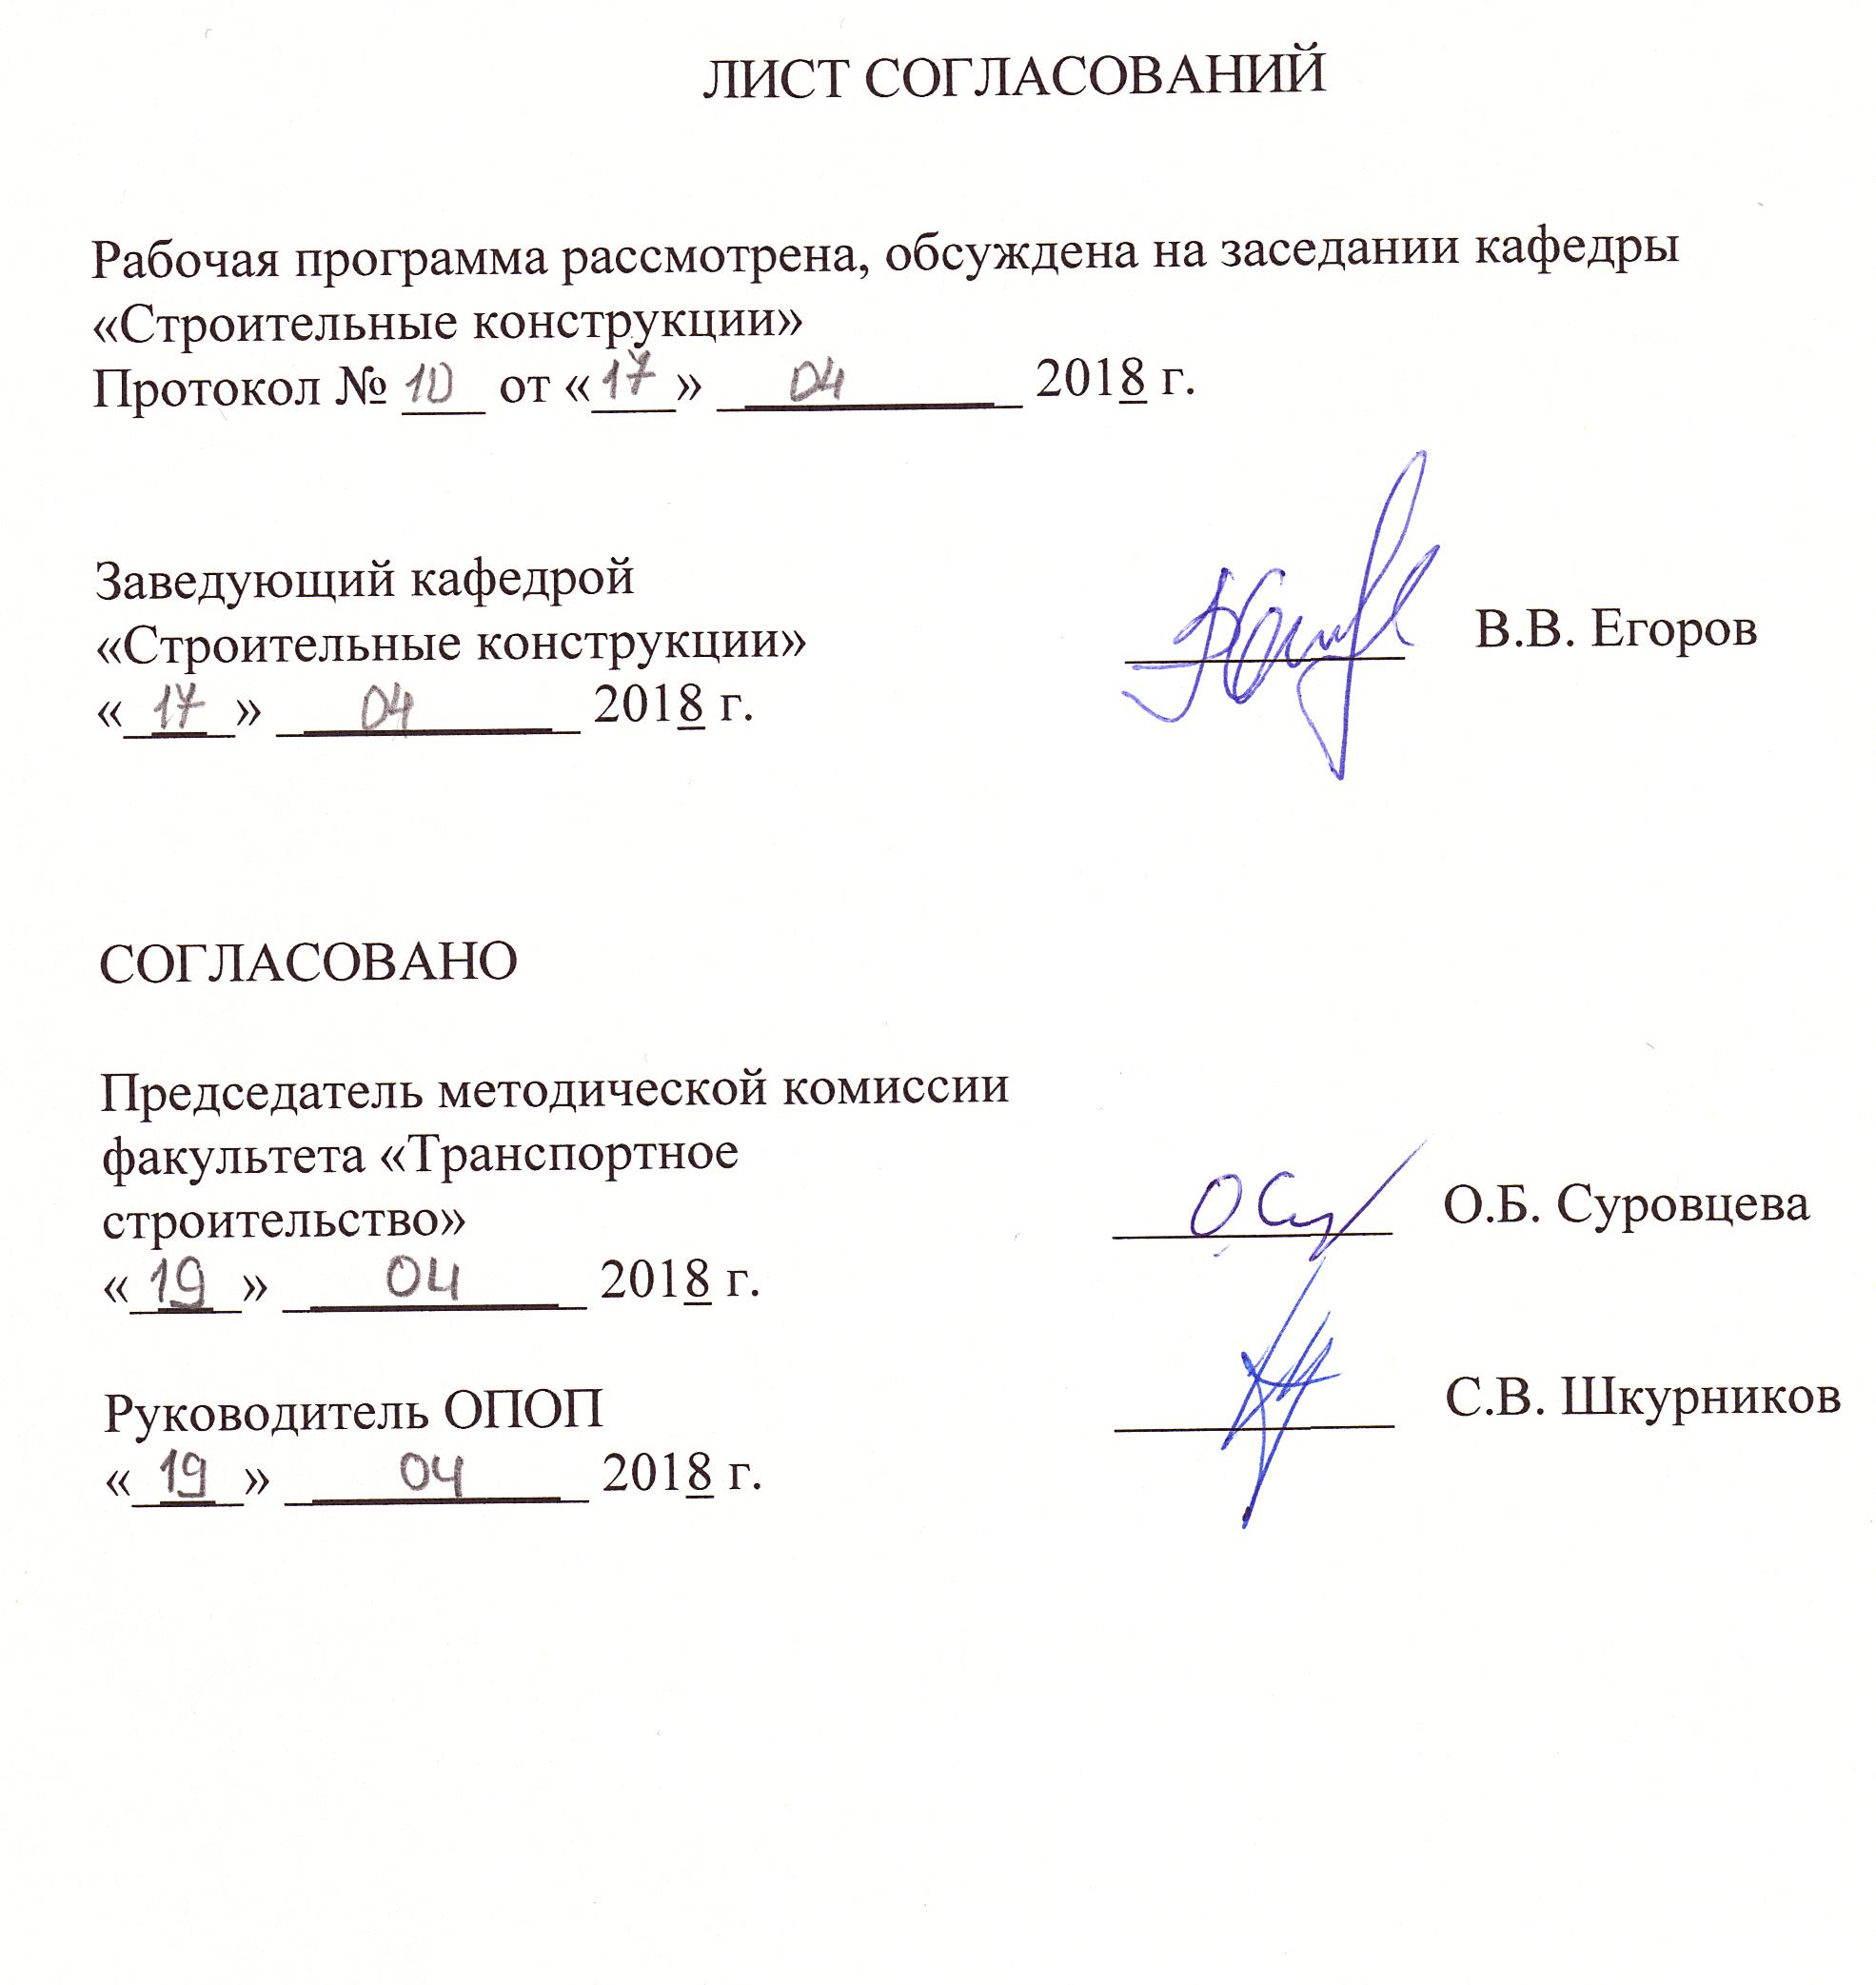 ЛИСТ СОГЛАСОВАНИЙ
Рабочая программа рассмотрена, обсуждена на заседании кафедры
«Строительные конструкции»
Протокол № 10 от «17» 04 2018 г.
Заведующий кафедрой
«Строительные конструкции» В.В. Егоров
«17» 04 2018 г.
СОГЛАСОВАНО
Председатель методической комиссии
факультета «Транспортное
строительство» О.Б. Суровцева
«19» 04 2018 г.
Руководитель ОПОП С.В. Шкурников
«19» 04 2018 г.